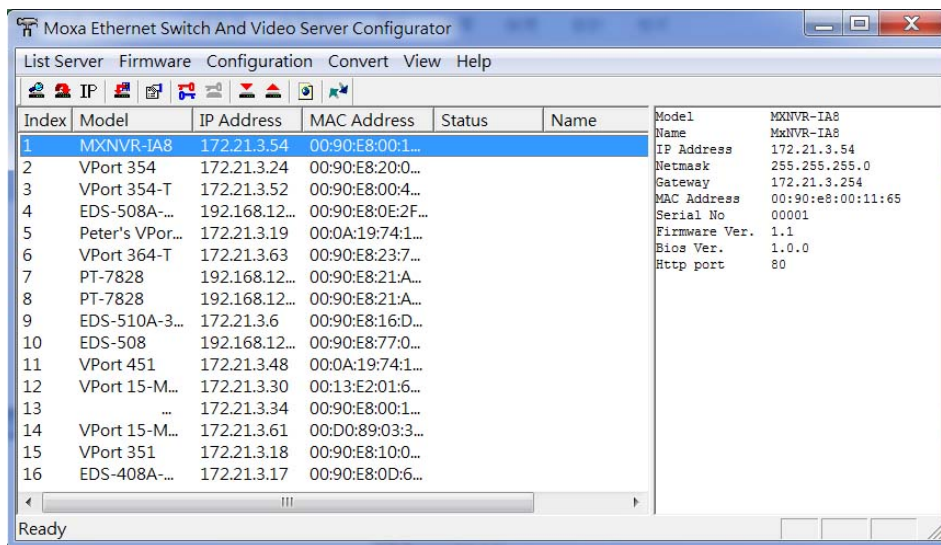 Moxa Ethernet Switch And Video Server Configurator
List Server Firmware Configuration Convert View Help
IP
Index Model IP Address MAC Address Status Name
1 MXNVR-IA8 172.21.3.54 00:90:E8:00:1...
2 VPort 354 172.21.3.24 00:90:E8:20:0...
3 VPort 354-T 172.21.3.52 00:90:E8:00:4...
4 EDS-508A-... 192.168.12... 00:90:E8:0E:2F...
5 Peter's VPor... 172.21.3.19 00:0A:19:74:1...
6 VPort 364-T 172.21.3.63 00:90:E8:23:7...
7 PT-7828 192.168.12... 00:90:E8:21:A...
8 PT-7828 192.168.12... 00:90:E8:21:A...
9 EDS-510A-3... 172.21.3.6 00:90:E8:16:D...
10 EDS-508 192.168.12... 00:90:E8:77:0...
11 VPort 451 172.21.3.48 00:0A:19:74:1...
12 VPort 15-M... 172.21.3.30 00:13:E2:01:6...
13 ... 172.21.3.34 00:90:E8:00:1...
14 VPort 15-M... 172.21.3.61 00:D0:89:03:3...
15 VPort 351 172.21.3.18 00:90:E8:10:0...
16 EDS-408A-... 172.21.3.17 00:90:E8:0D:6...
Model MXNVR-IA8
Name MxNVR-IA8
IP Address 172.21.3.54
Netmask 255.255.255.0
Gateway 172.21.3.254
MAC Address 00:90:e8:00:11:65
Serial No 00001
Firmware Ver. 1.1
Bios Ver. 1.0.0
Http port 80
Ready